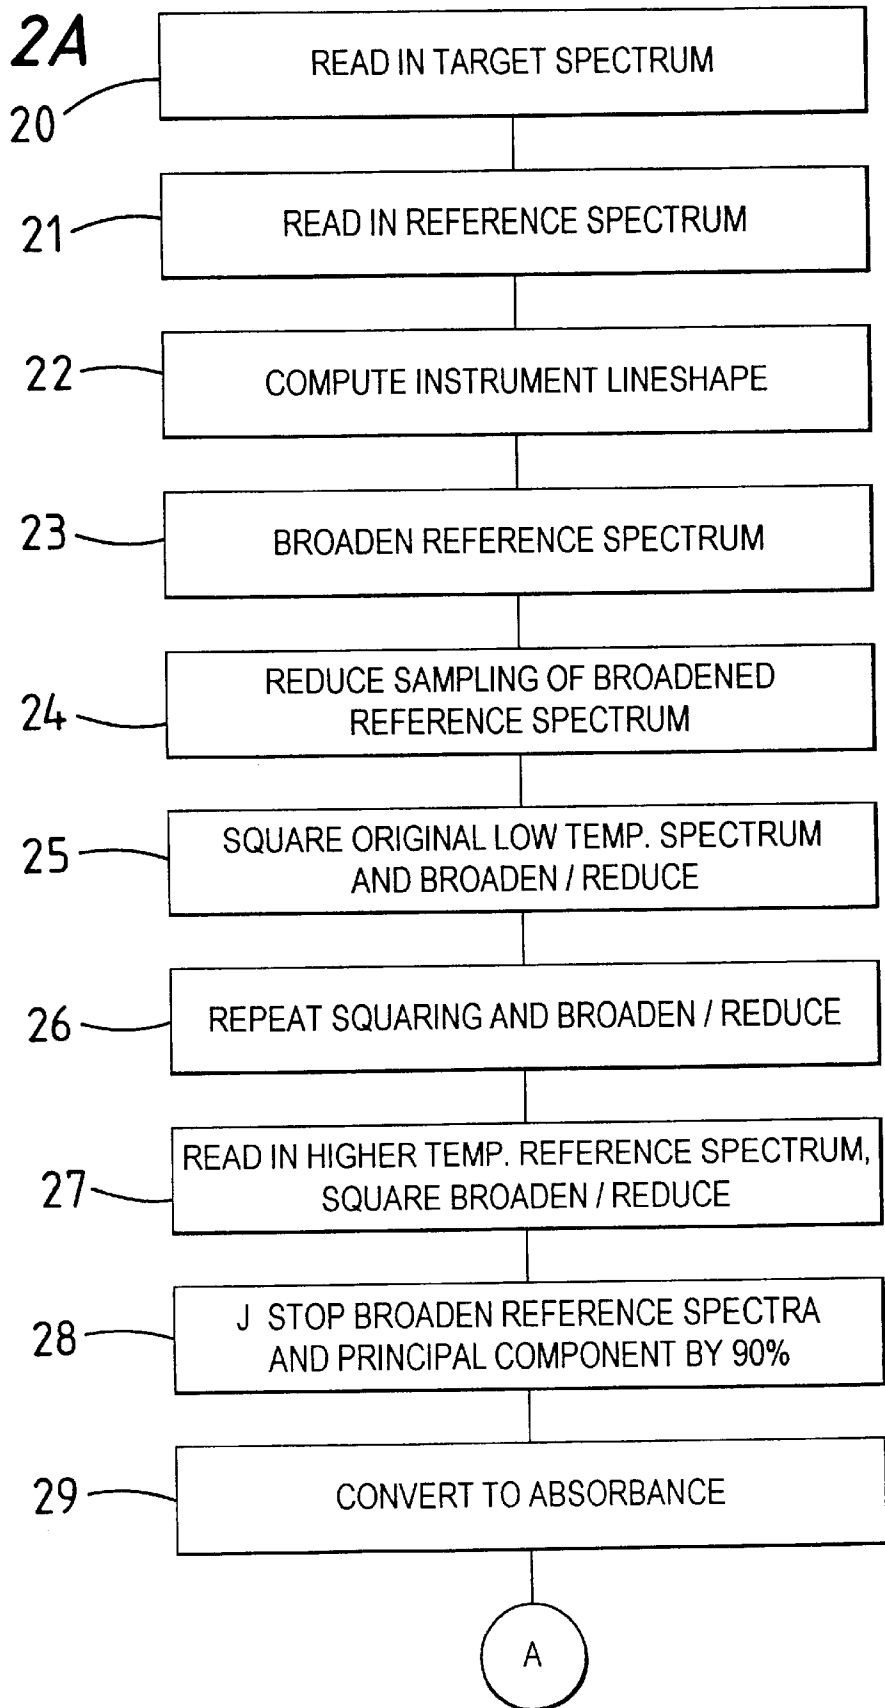 2A
20
READ IN TARGET SPECTRUM
21
READ IN REFERENCE SPECTRUM
22
COMPUTE INSTRUMENT LINESHAPE
23
BROADEN REFERENCE SPECTRUM
24
REDUCE SAMPLING OF BROADENED
REFERENCE SPECTRUM
25
SQUARE ORIGINAL LOW TEMP. SPECTRUM
AND BROADEN / REDUCE
26
REPEAT SQUARING AND BROADEN / REDUCE
27
READ IN HIGHER TEMP. REFERENCE SPECTRUM,
SQUARE BROADEN / REDUCE
28
J STOP BROADEN REFERENCE SPECTRA
AND PRINCIPAL COMPONENT BY 90%
29
CONVERT TO ABSORBANCE
A